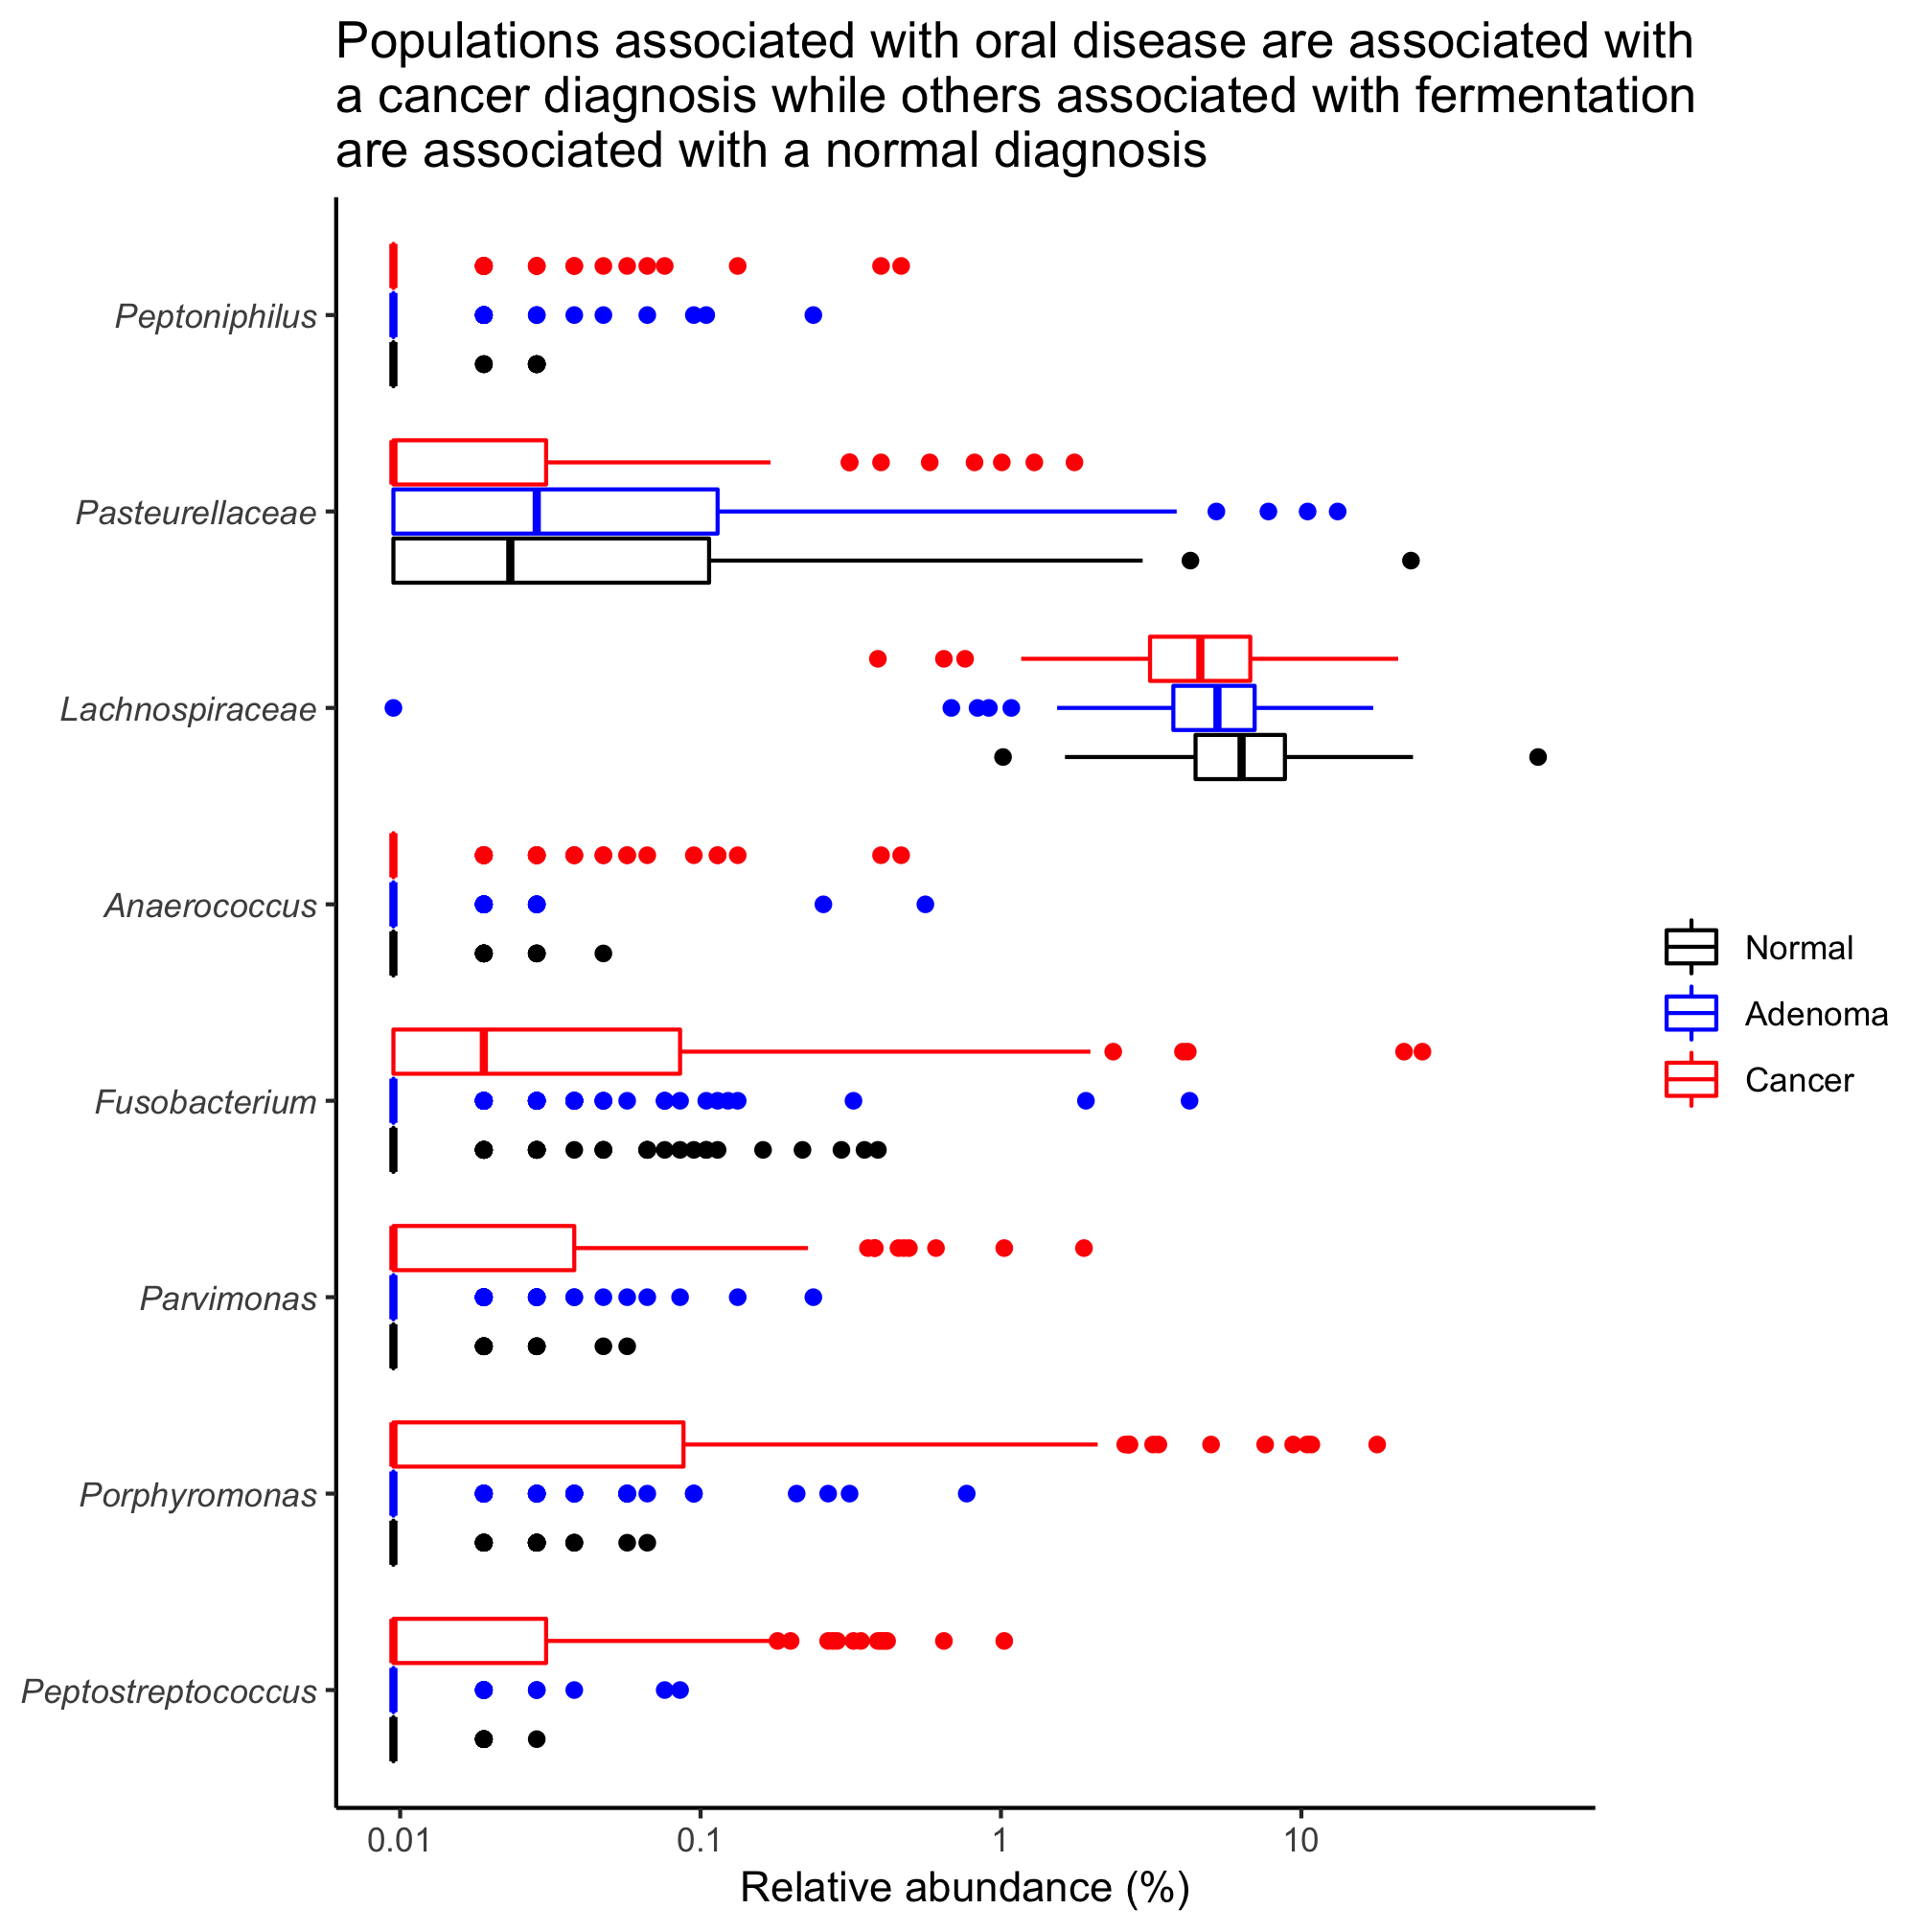 Populations associated with oral disease are associated with
a cancer diagnosis while others associated with fermentation
are associated with a normal diagnosis
Peptoniphilus
Pasteurellaceae
Lachnospiraceae
Anaerococcus
Fusobacterium
Parvimonas
Porphyromonas
Peptostreptococcus
Normal
Adenoma
Cancer
0.01 0.1 1 10
Relative abundance (%)